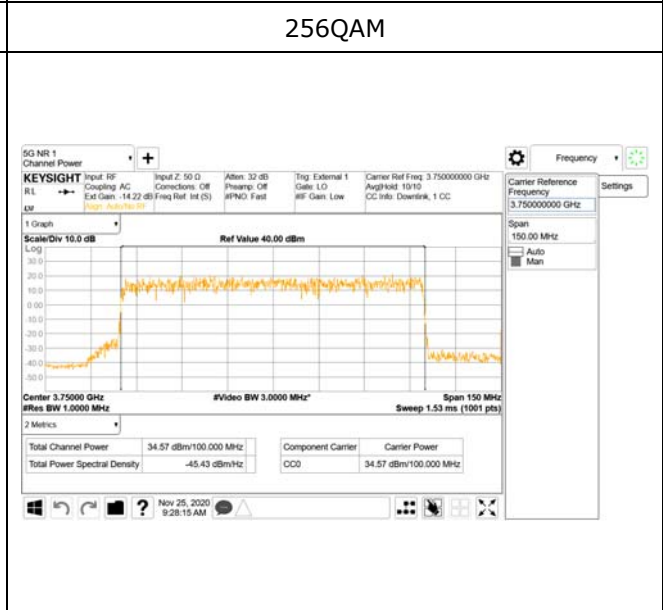 256QAM
5G NR 1
Channel Power
Frequency
KEYSIGHT
RL
Input: RF
Coupling: AC
Ext Gain: -14.22 dB
Align: Auto/No RF
Input Z: 50 Ω
Corrections: Off
Freq Ref: Int (S)
Atten: 32 dB
Preamp: Off
#PNO: Fast
Trig: External 1
Gate: LO
#IF Gain: Low
Carrier Ref Freq: 3.750000000 GHz
Avg|Hold: 10/10
CC Info: Downlink, 1 CC
Carrier Reference
Frequency
3.750000000 GHz
Settings
Span
150.00 MHz
Auto
Man
1 Graph
Scale/Div 10.0 dB
Ref Value 40.00 dBm
Log
30.0
20.0
10.0
0.00
-10.0
-20.0
-30.0
-40.0
-50.0
Center 3.75000 GHz
#Video BW 3.0000 MHz*
Span 150 MHz
#Res BW 1.0000 MHz
Sweep 1.53 ms (1001 pts)
2 Metrics
Total Channel Power 34.57 dBm/100.000 MHz
Total Power Spectral Density -45.43 dBm/Hz
Component Carrier Carrier Power
CC0 34.57 dBm/100.000 MHz
?
Nov 25, 2020
9:28:15 AM